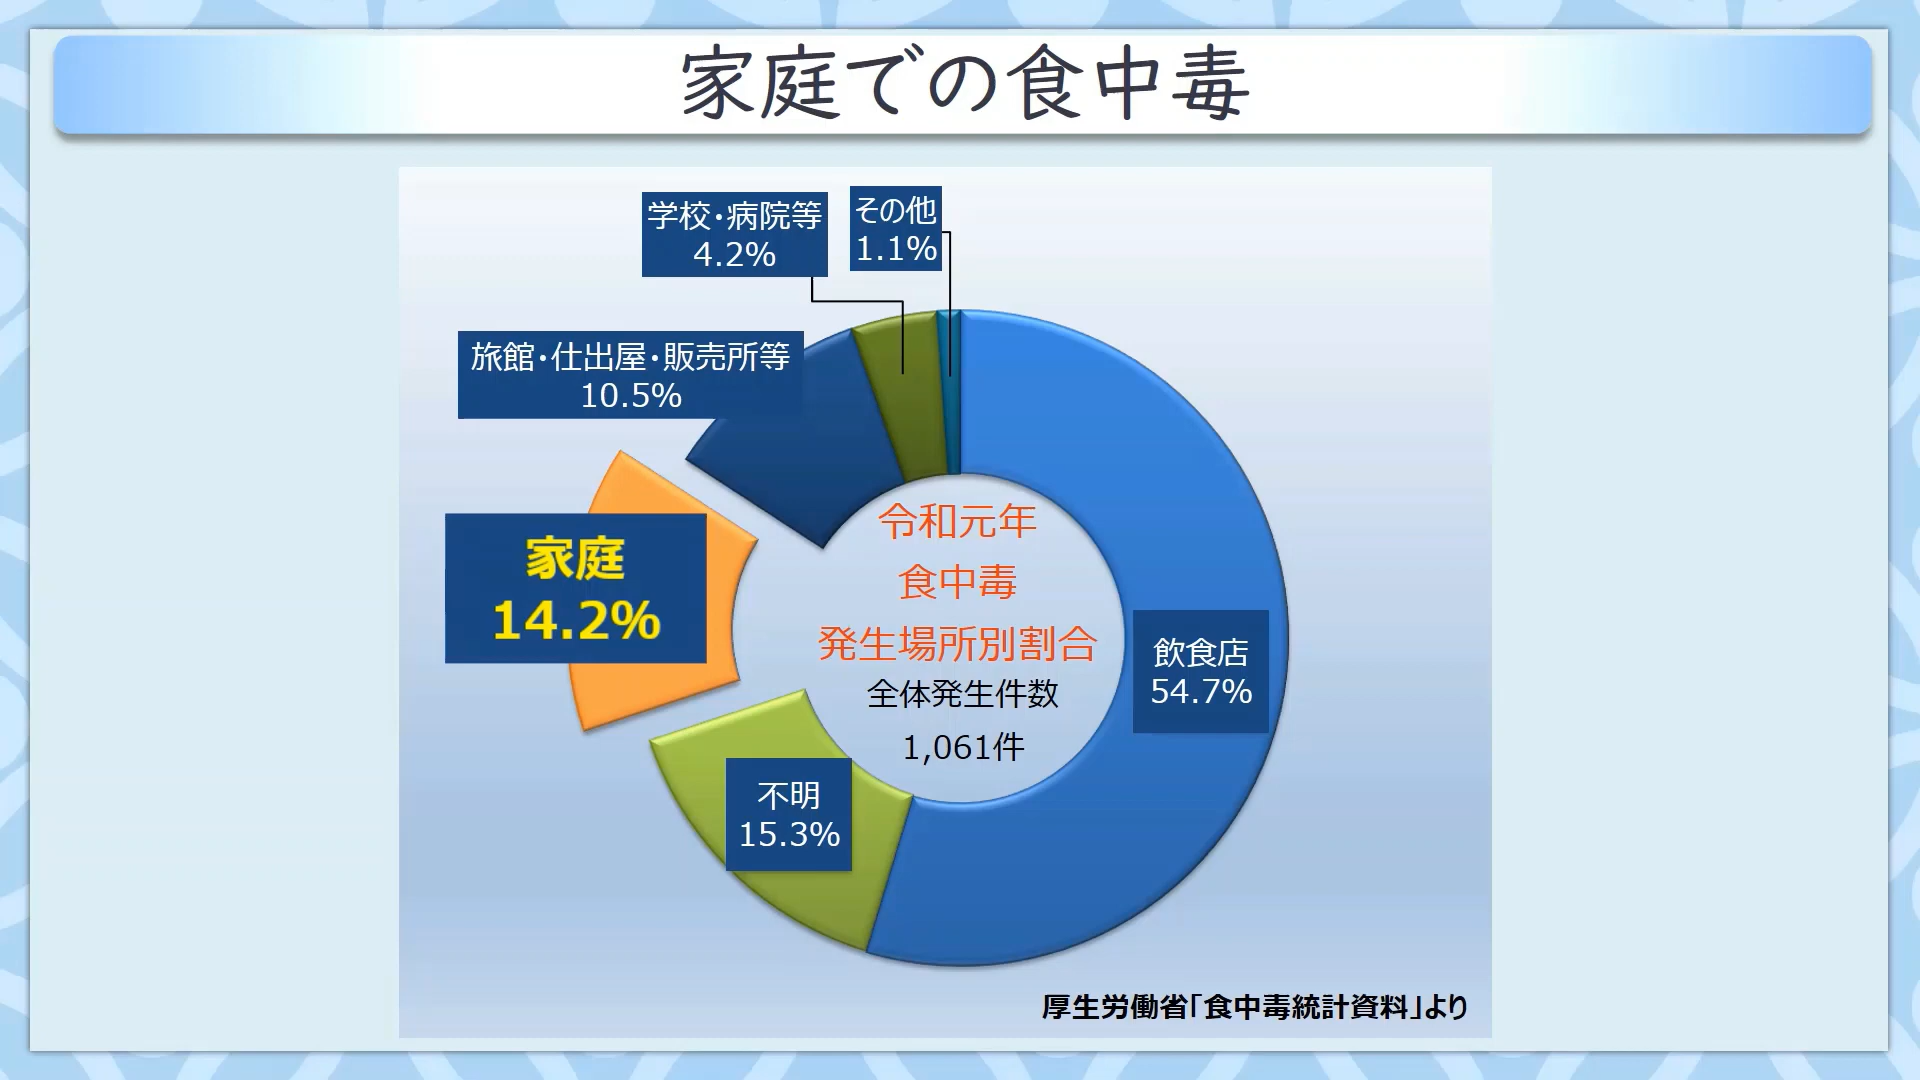 家庭での食中毒
学校・病院等
4.2%
その他
1.1%
旅館・仕出屋・販売所等
10.5%
家庭
14.2%
令和元年
食中毒
発生場所別割合
全体発生件数
1,061件
飲食店
54.7%
不明
15.3%
厚生労働省｢食中毒統計資料｣より